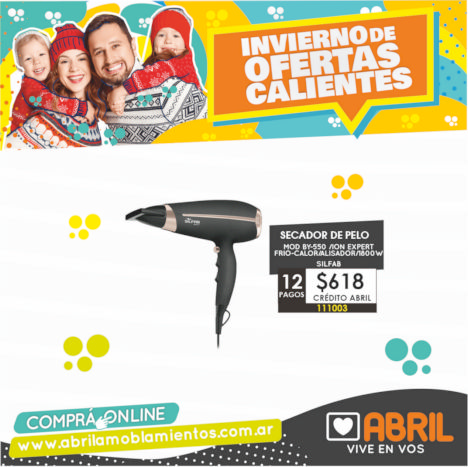 INVIERNO DE
OFERTAS
CALIENTES
SILFAB
SECADOR DE PELO
MOD BY-550 /ION EXPERT
FRIO-CALOR/ALISADOR/1800W
SILFAB
12
PAGOS
$618
CRÉDITO ABRIL
111003
COMPRÁ ONLINE
www.abrilamoblamientos.com.ar
ABRIL
VIVE EN VOS